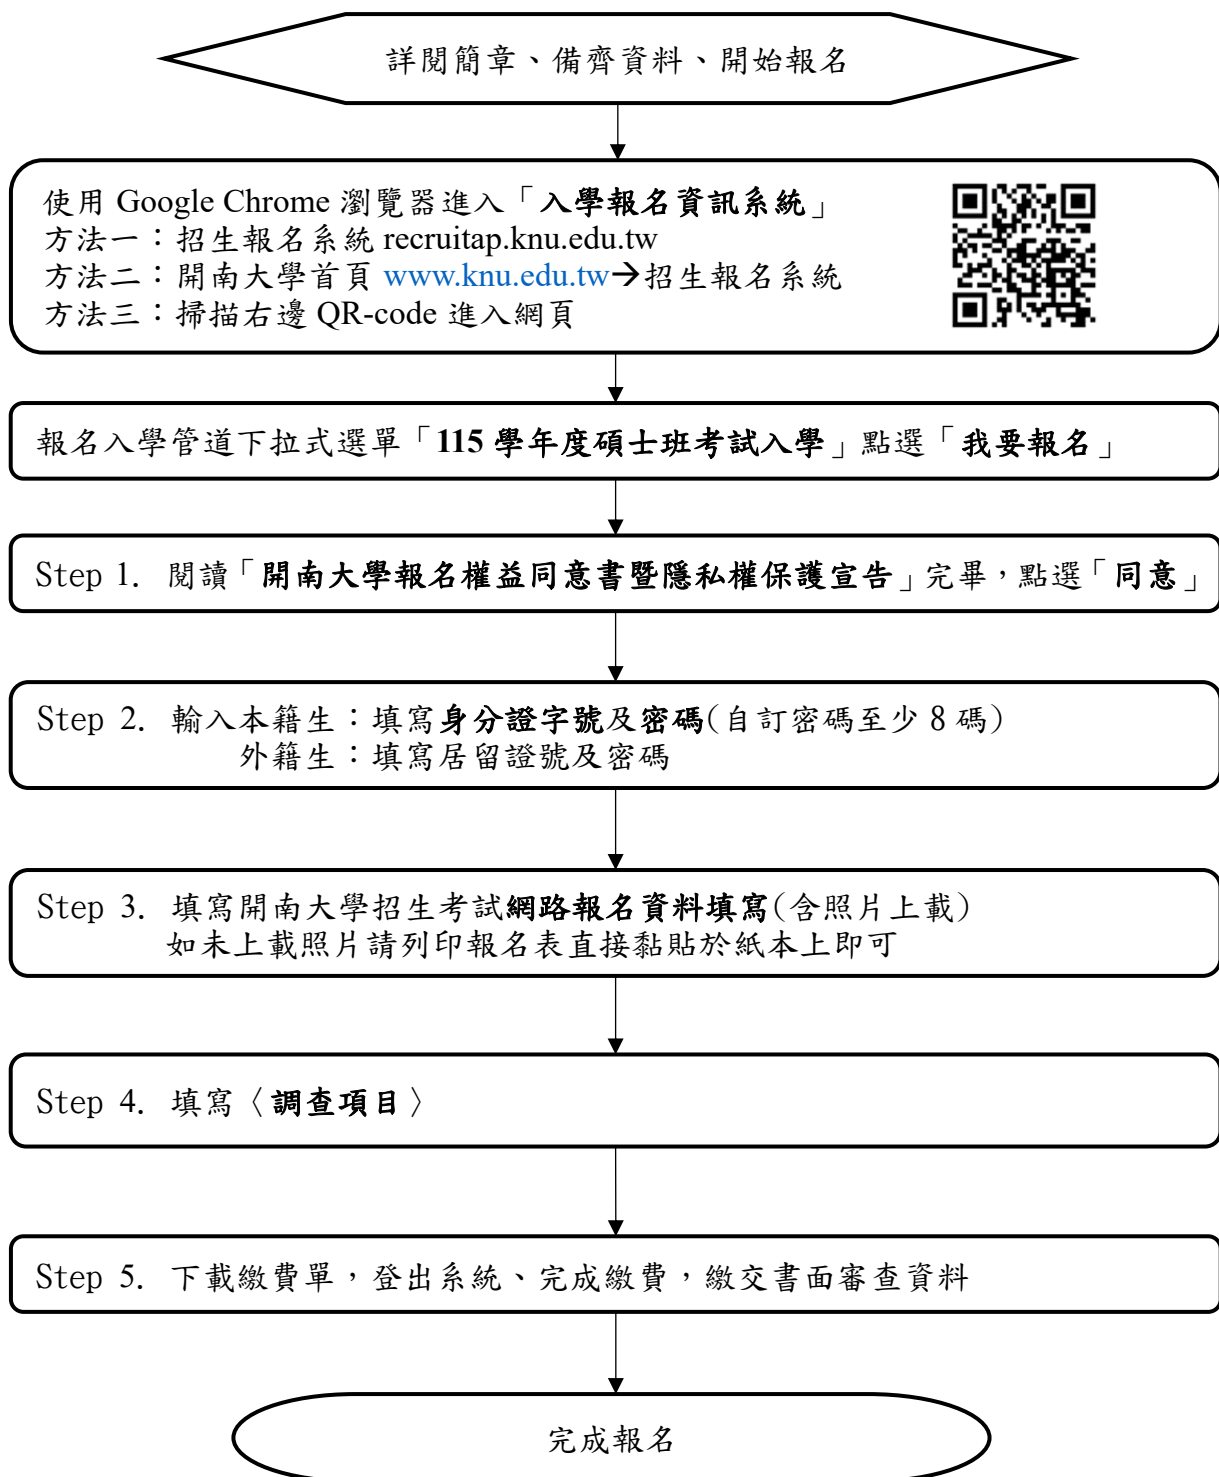 詳閱簡章、備齊資料、開始報名
使用 Google Chrome 瀏覽器進入「入學報名資訊系統」
方法一：招生報名系統 recruitap.knu.edu.tw
方法二：開南大學首頁 www.knu.edu.tw→招生報名系統
方法三：掃描右邊 QR-code 進入網頁
報名入學管道下拉式選單「115 學年度碩士班考試入學」點選「我要報名」
Step 1. 閱讀「開南大學報名權益同意書暨隱私權保護宣告」完畢，點選「同意」
Step 2. 輸入本籍生：填寫身分證字號及密碼(自訂密碼至少 8 碼)
外籍生：填寫居留證號及密碼
Step 3. 填寫開南大學招生考試網路報名資料填寫(含照片上載)
如未上載照片請列印報名表直接黏貼於紙本上即可
Step 4. 填寫〈調查項目〉
Step 5. 下載繳費單，登出系統、完成繳費，繳交書面審查資料
完成報名